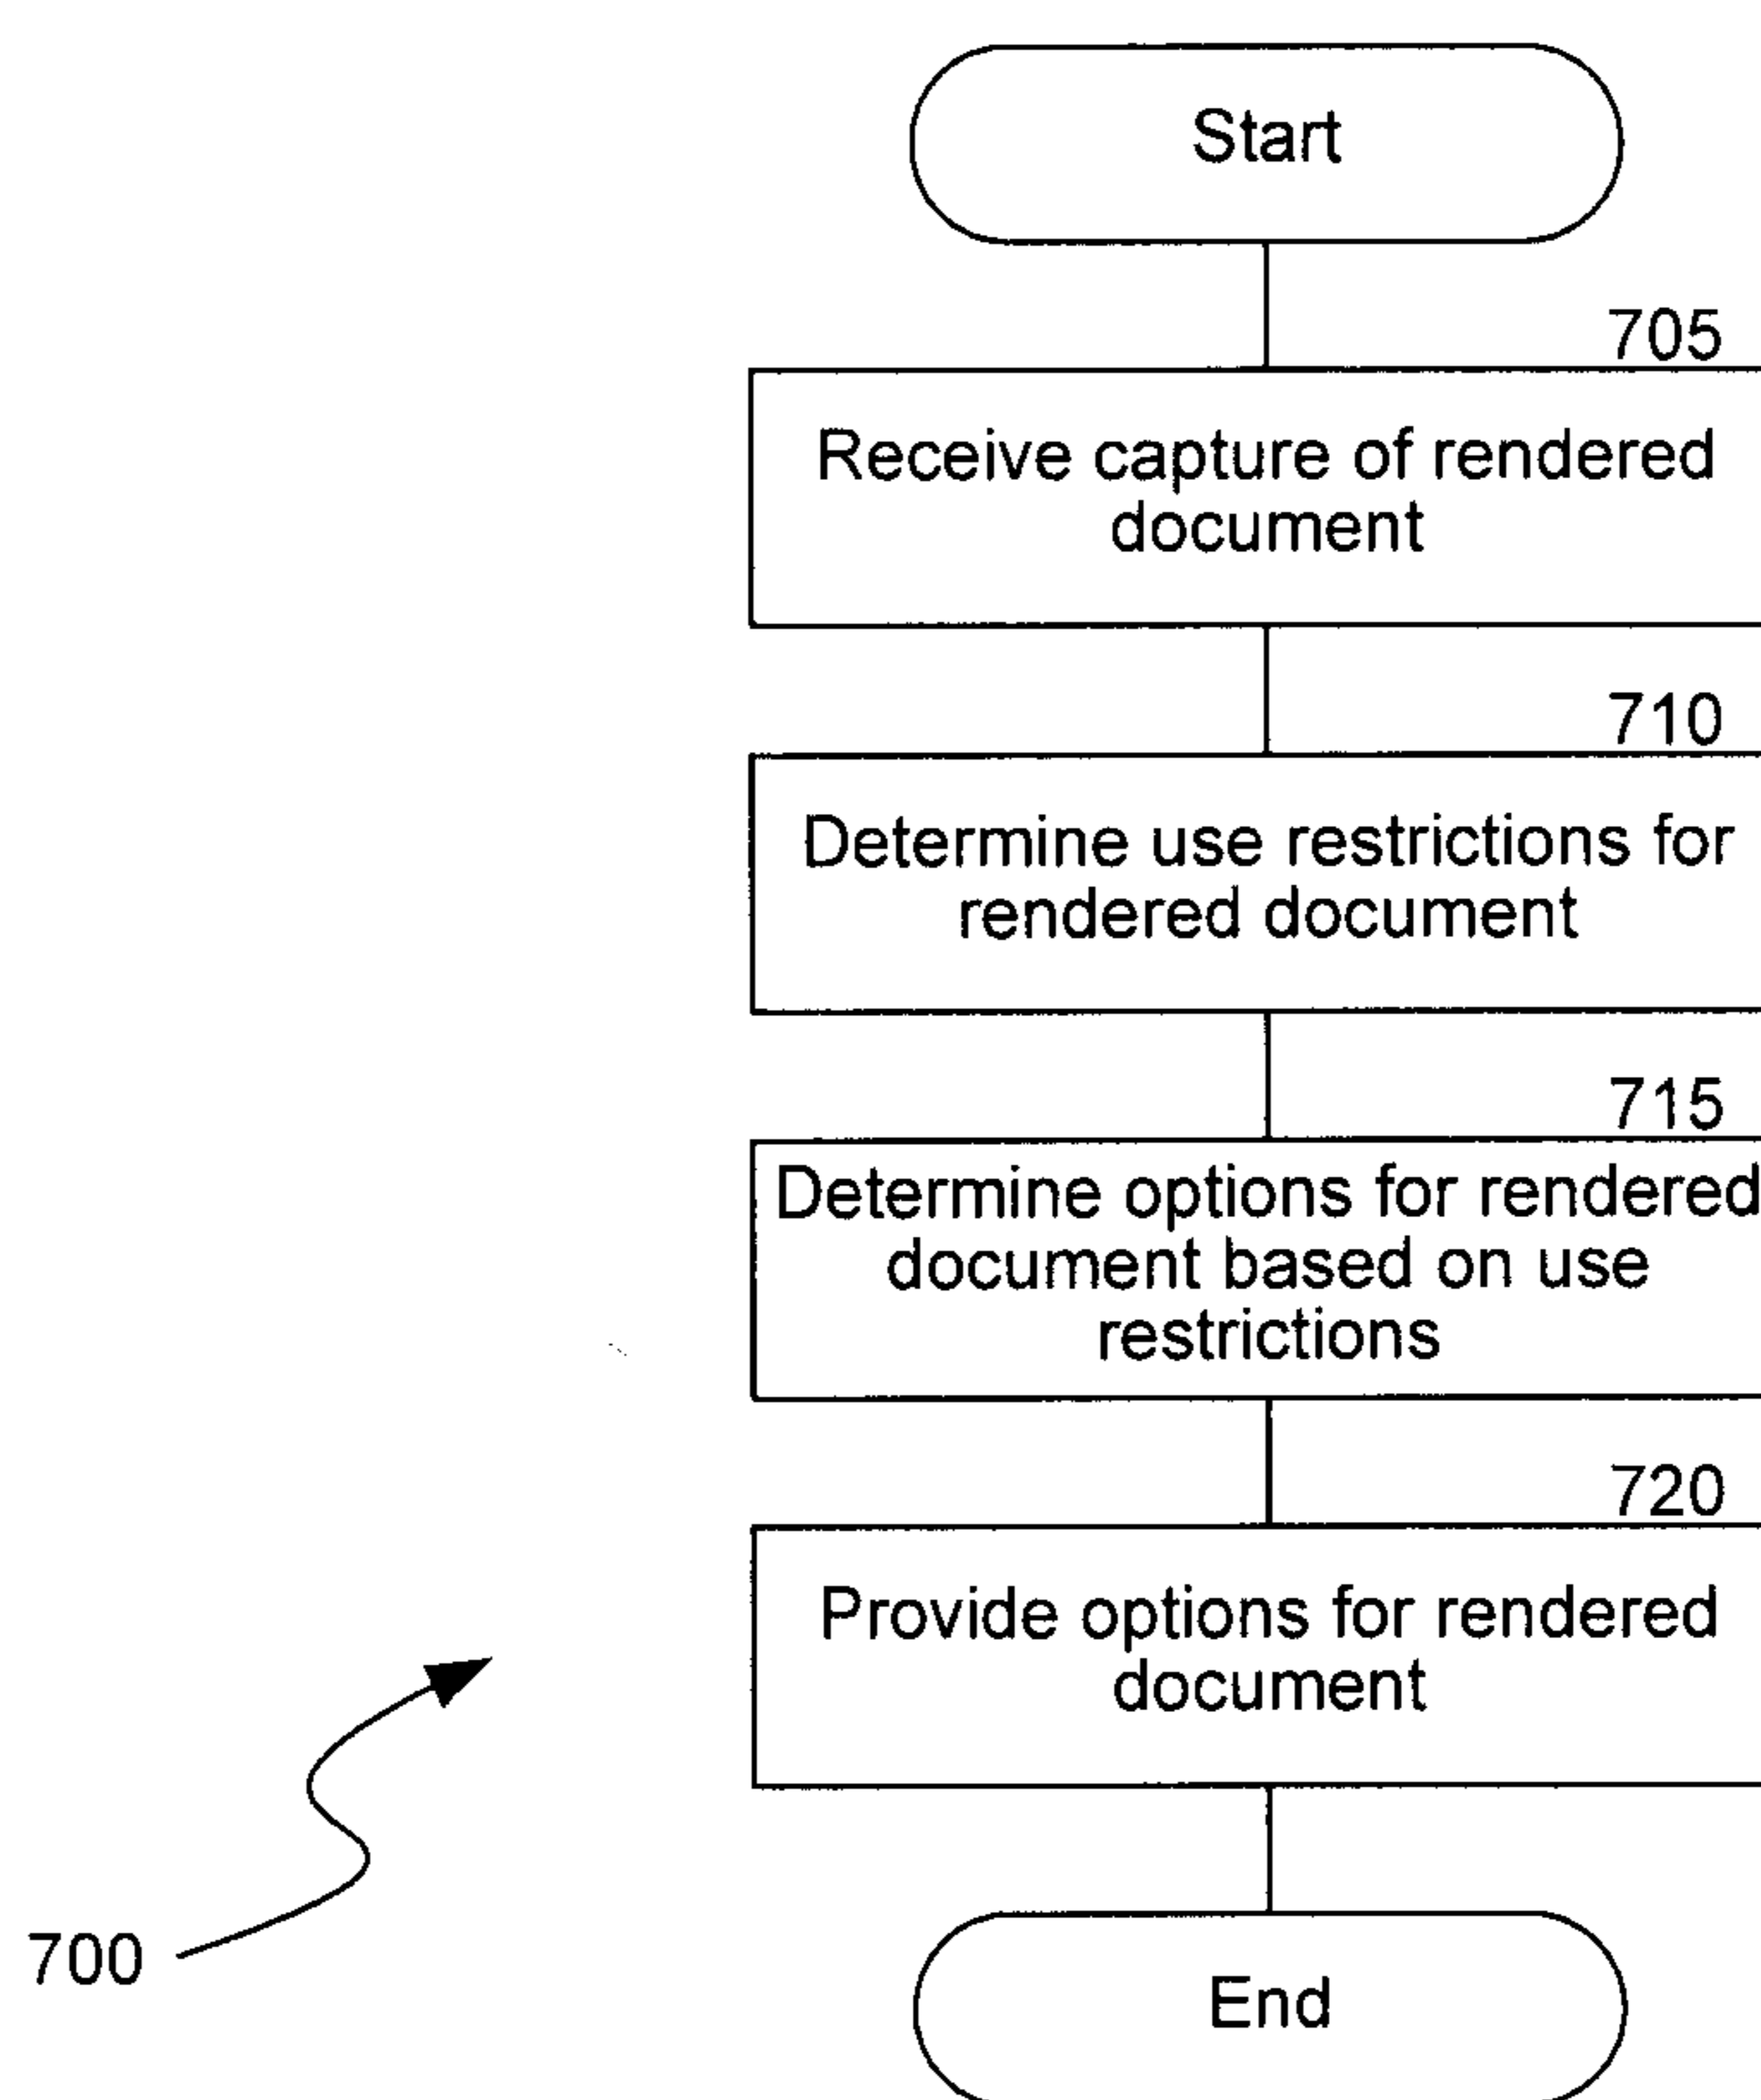 Start
705
Receive capture of rendered
document
710
Determine use restrictions for
rendered document
715
Determine options for rendered
document based on use
restrictions
720
Provide options for rendered
document
700
End